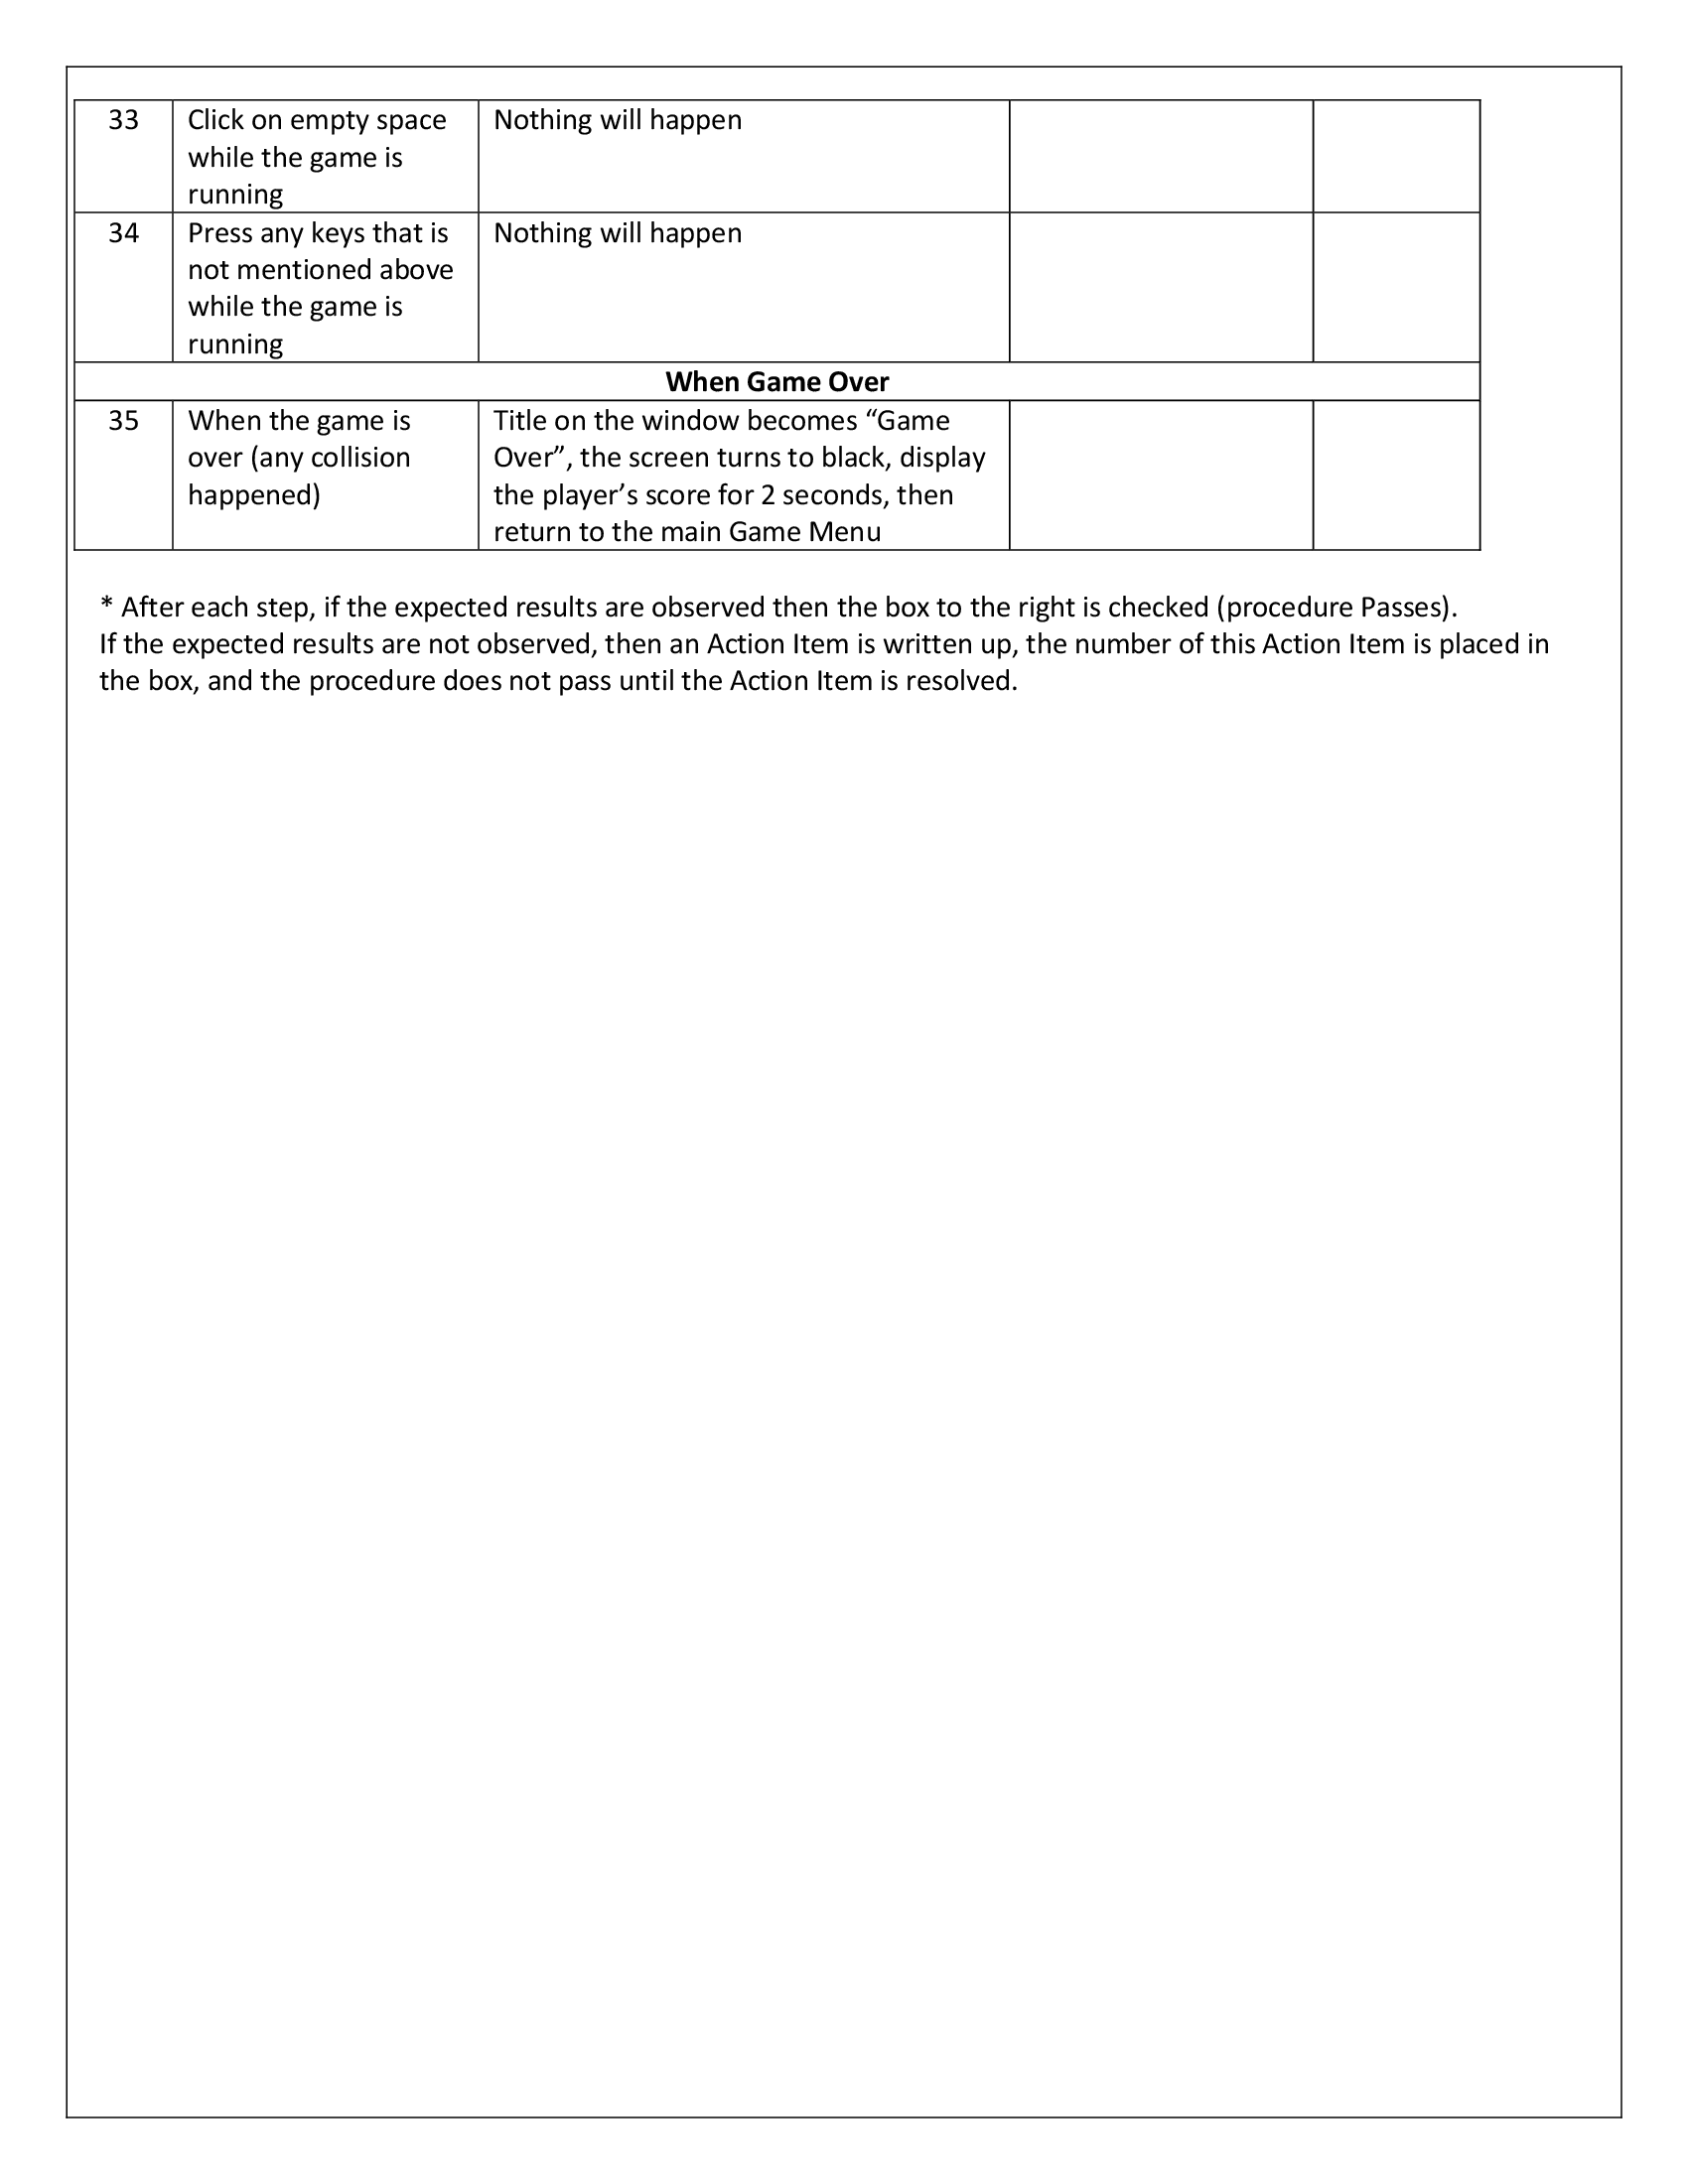 33 Click on empty space Nothing will happen
while the game is
running
34 Press any keys that is Nothing will happen
not mentioned above
while the game is
running
When Game Over
35 When the game is Title on the window becomes “Game
over (any collision Over”, the screen turns to black, display
happened) the player’s score for 2 seconds, then
return to the main Game Menu
* After each step, if the expected results are observed then the box to the right is checked (procedure Passes).
If the expected results are not observed, then an Action Item is written up, the number of this Action Item is placed in
the box, and the procedure does not pass until the Action Item is resolved.